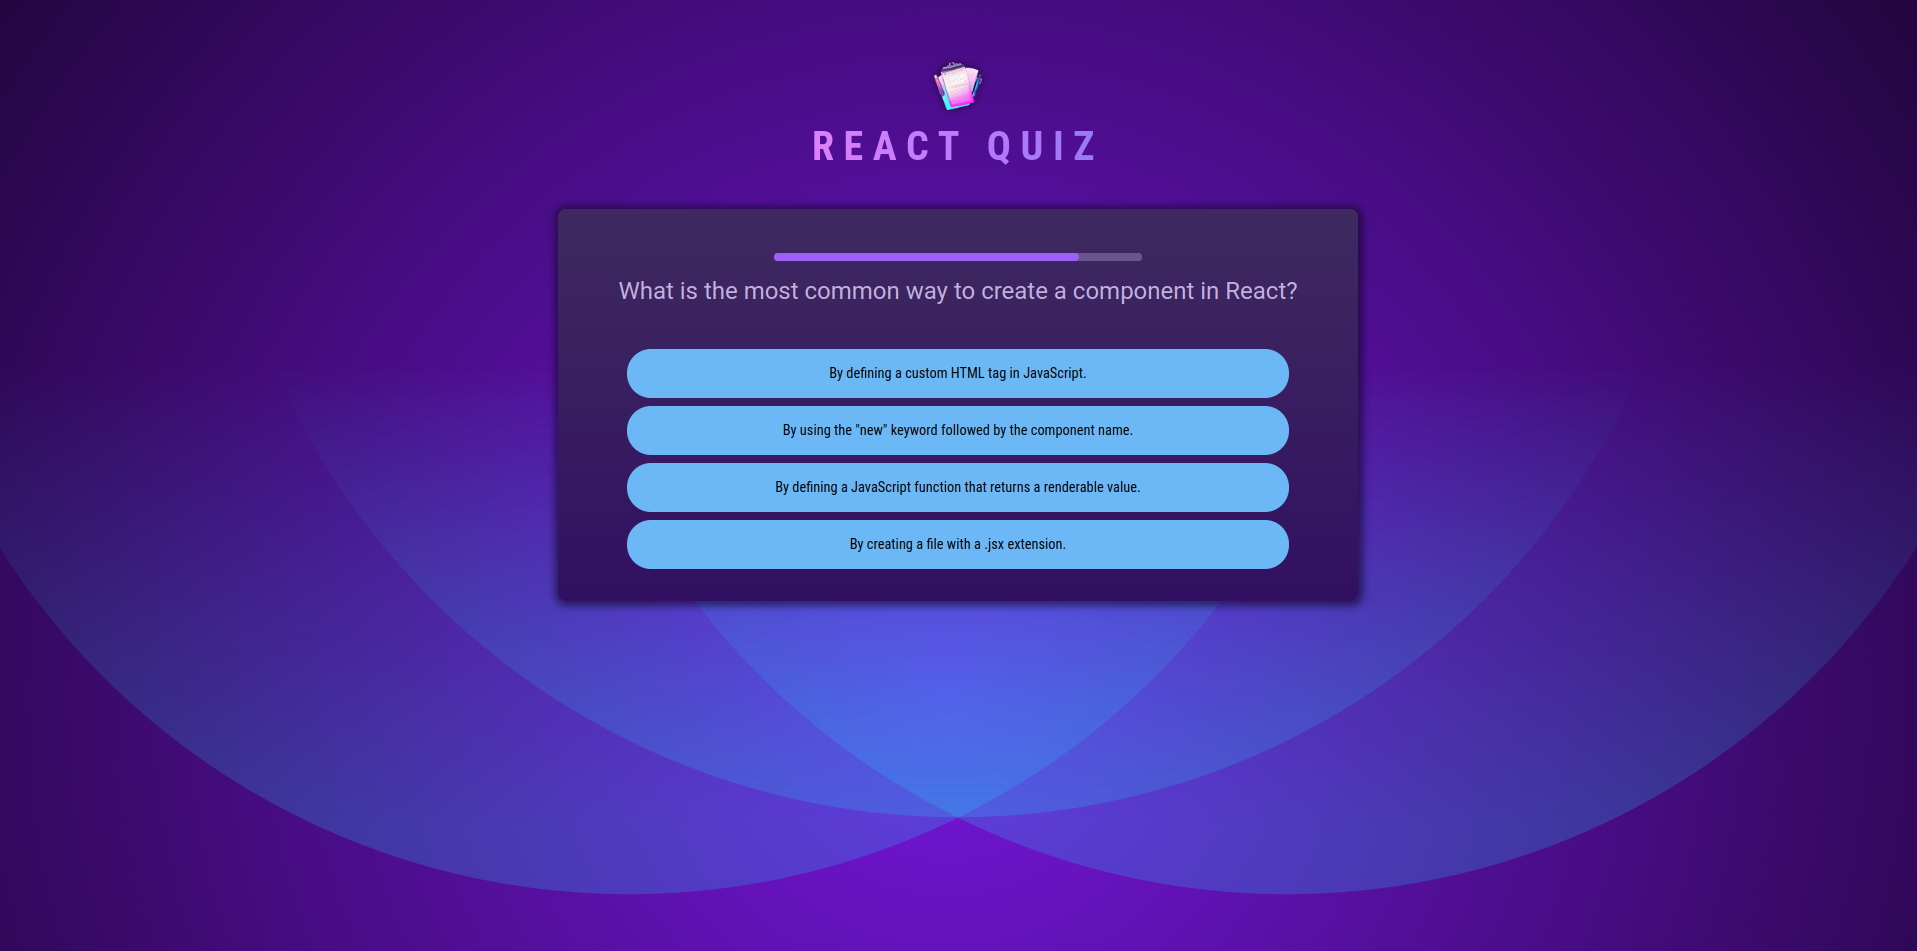 REACT QUIZ
What is the most common way to create a component in React?
By defining a custom HTML tag in JavaScript.
By using the "new" keyword followed by the component name.
By defining a JavaScript function that returns a renderable value.
By creating a file with a .jsx extension.